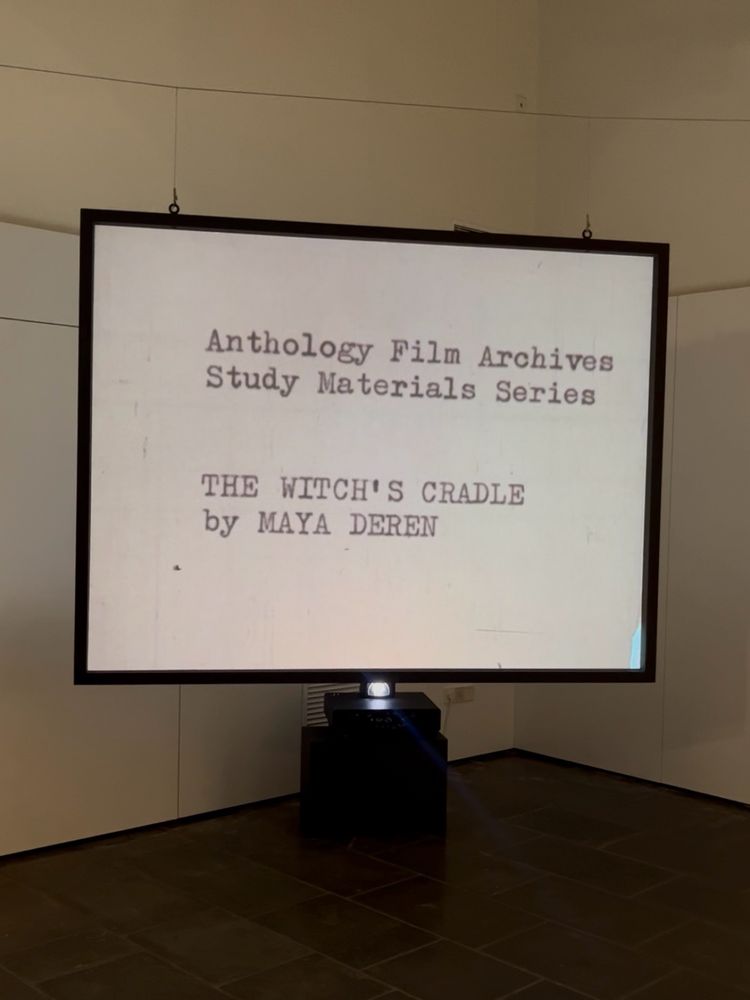 Anthology Film Archives
Study Materials Series
THE WITCH'S CRADLE
by MAYA DEREN